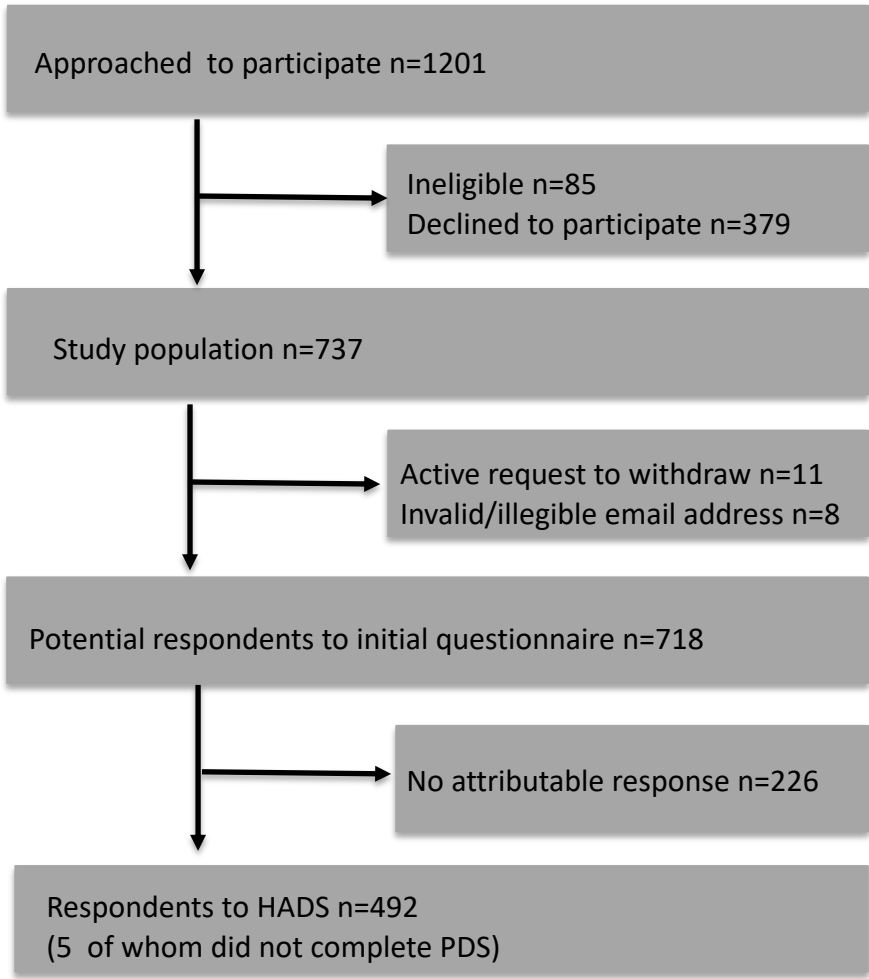 Approached  to participate n=1201
Ineligible n=85
Declined to participate n=379
Study population n=737
Active request to withdraw n=11
Invalid/illegible email address n=8
Potential respondents to initial questionnaire n=718
No attributable response n=226
Respondents to HADS n=492
(5  of whom did not complete PDS)